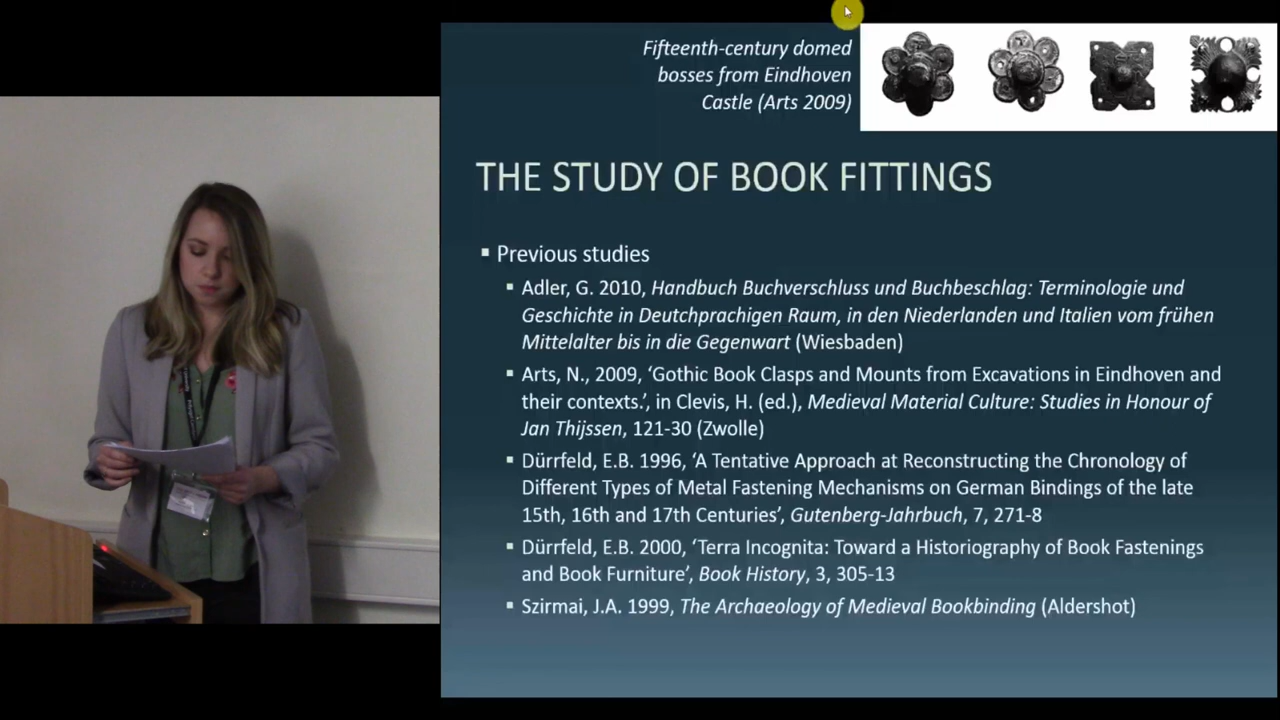 Fifteenth-century domed
bosses from Eindhoven
Castle (Arts 2009)
THE STUDY OF BOOK FITTINGS
▪ Previous studies
▪ Adler, G. 2010, Handbuch Buchverschluss und Buchbeschlag: Terminologie und
Geschichte in Deutchprachigen Raum, in den Niederlanden und Italien vom frühen
Mittelalter bis in die Gegenwart (Wiesbaden)
▪ Arts, N., 2009, ‘Gothic Book Clasps and Mounts from Excavations in Eindhoven and
their contexts.’, in Clevis, H. (ed.), Medieval Material Culture: Studies in Honour of
Jan Thijssen, 121-30 (Zwolle)
▪ Dürrfeld, E.B. 1996, ‘A Tentative Approach at Reconstructing the Chronology of
Different Types of Metal Fastening Mechanisms on German Bindings of the late
15th, 16th and 17th Centuries’, Gutenberg-Jahrbuch, 7, 271-8
▪ Dürrfeld, E.B. 2000, ‘Terra Incognita: Toward a Historiography of Book Fastenings
and Book Furniture’, Book History, 3, 305-13
▪ Szirmai, J.A. 1999, The Archaeology of Medieval Bookbinding (Aldershot)